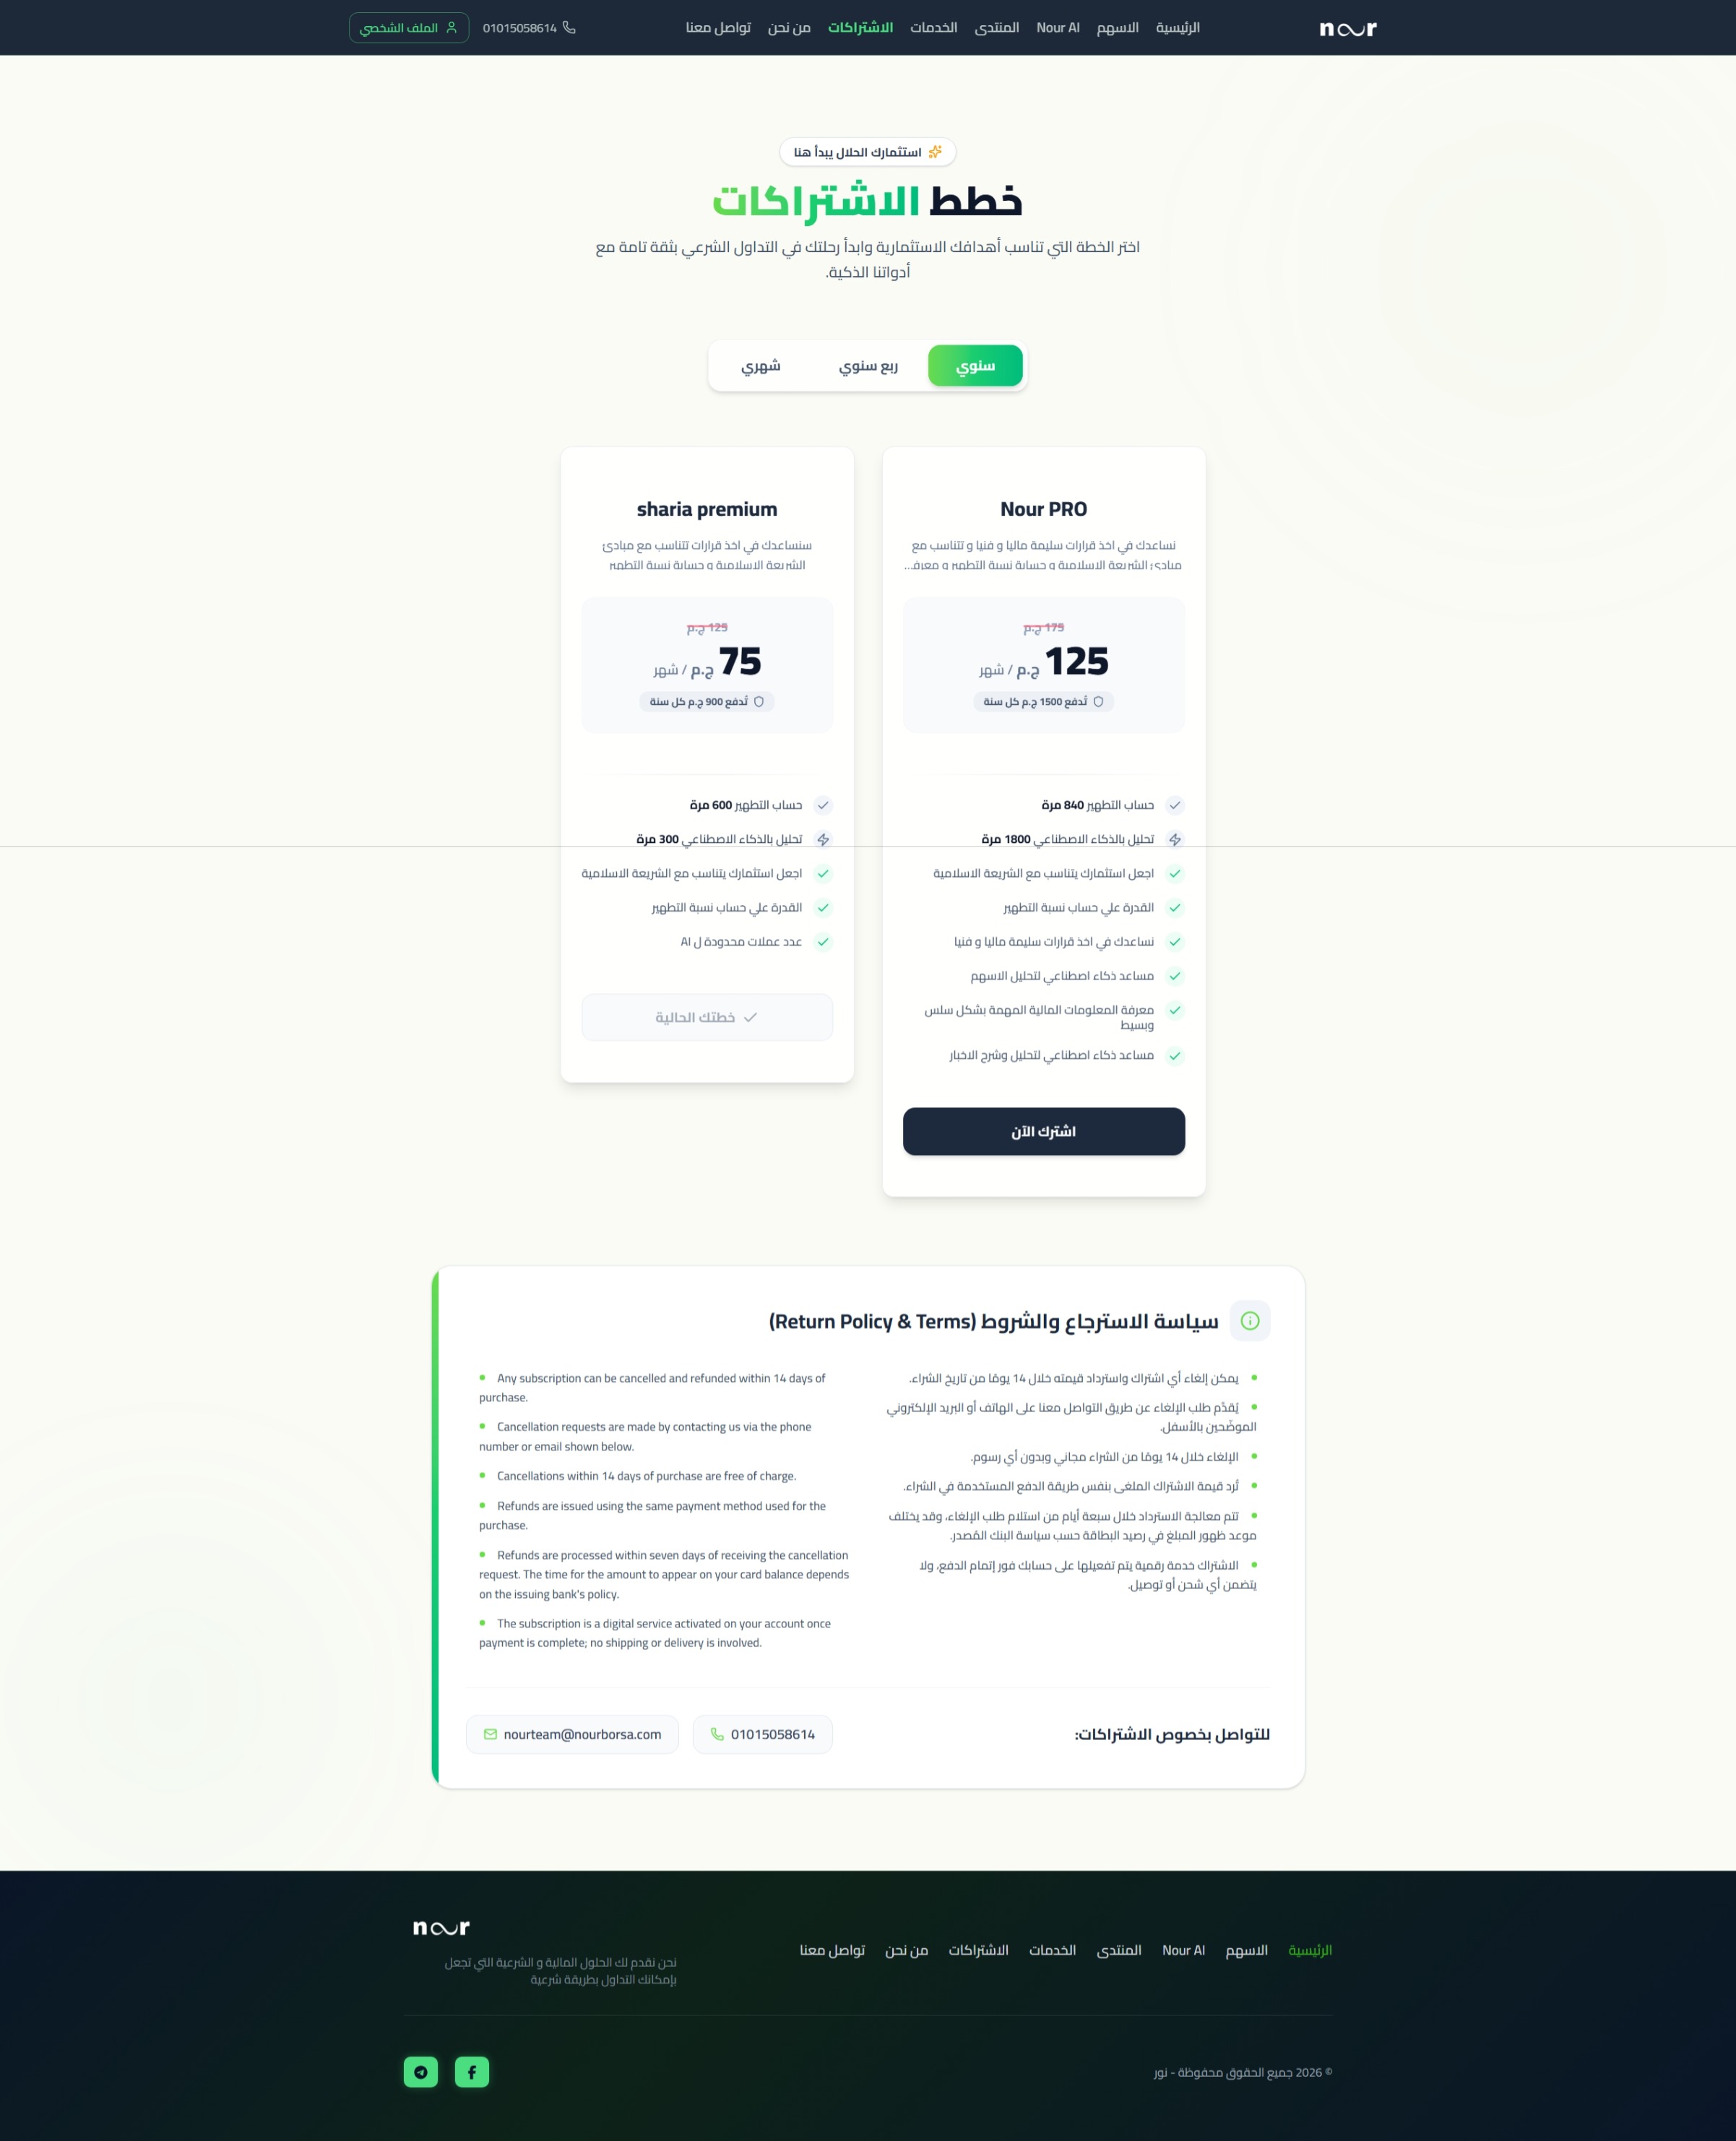 nour
الرئيسية
الاسهم
Nour AI
المنتدى
الخدمات
الاشتراكات
من نحن
تواصل معنا
01015058614
الملف الشخصي
استثمارك الحلال يبدأ هنا
خطط الاشتراكات
اختر الخطة التي تناسب أهدافك الاستثمارية وابدأ رحلتك في التداول الشرعي بثقة تامة مع
أدواتنا الذكية.
سنوي
ربع سنوي
شهري
Nour PRO
نساعدك في اخذ قرارات سليمة ماليا و فنيا و تتناسب مع
مبادئ الشريعة الاسلامية و حسابة نسبة التطهير و معرف...
175 ج.م
125 ج.م / شهر
تُدفع 1500 ج.م كل سنة
حساب التطهير 840 مرة
تحليل بالذكاء الاصطناعي 1800 مرة
اجعل استثمارك يتناسب مع الشريعة الاسلامية
القدرة علي حساب نسبة التطهير
نساعدك في اخذ قرارات سليمة ماليا و فنيا
مساعد ذكاء اصطناعي لتحليل الاسهم
معرفة المعلومات المالية المهمة بشكل سلس
وبسيط
مساعد ذكاء اصطناعي لتحليل وشرح الاخبار
اشترك الآن
sharia premium
سنساعدك في اخذ قرارات تتناسب مع مبادئ
الشريعة الاسلامية و حسابة نسبة التطهير
125 ج.م
75 ج.م / شهر
تُدفع 900 ج.م كل سنة
حساب التطهير 600 مرة
تحليل بالذكاء الاصطناعي 300 مرة
اجعل استثمارك يتناسب مع الشريعة الاسلامية
القدرة علي حساب نسبة التطهير
عدد عملات محدودة ل AI
خطتك الحالية
سياسة الاسترجاع والشروط (Return Policy & Terms)
يمكن إلغاء أي اشتراك واسترداد قيمته خلال 14 يومًا من تاريخ الشراء.
يُقدَّم طلب الإلغاء عن طريق التواصل معنا على الهاتف أو البريد الإلكتروني
الموضّحين بالأسفل.
الإلغاء خلال 14 يومًا من الشراء مجاني وبدون أي رسوم.
تُرد قيمة الاشتراك الملغى بنفس طريقة الدفع المستخدمة في الشراء.
تتم معالجة الاسترداد خلال سبعة أيام من استلام طلب الإلغاء، وقد يختلف
موعد ظهور المبلغ في رصيد البطاقة حسب سياسة البنك المُصدر.
الاشتراك خدمة رقمية يتم تفعيلها على حسابك فور إتمام الدفع، ولا
يتضمن أي شحن أو توصيل.
Any subscription can be cancelled and refunded within 14 days of
purchase.
Cancellation requests are made by contacting us via the phone
number or email shown below.
Cancellations within 14 days of purchase are free of charge.
Refunds are issued using the same payment method used for the
purchase.
Refunds are processed within seven days of receiving the cancellation
request. The time for the amount to appear on your card balance depends
on the issuing bank's policy.
The subscription is a digital service activated on your account once
payment is complete; no shipping or delivery is involved.
للتواصل بخصوص الاشتراكات:
01015058614
nourteam@nourborsa.com
الرئيسية
الاسهم
Nour AI
المنتدى
الخدمات
الاشتراكات
من نحن
تواصل معنا
nour
نحن نقدم لك الحلول المالية و الشرعية التي تجعل
بإمكانك التداول بطريقة شرعية
© 2026 جميع الحقوق محفوظة - نور